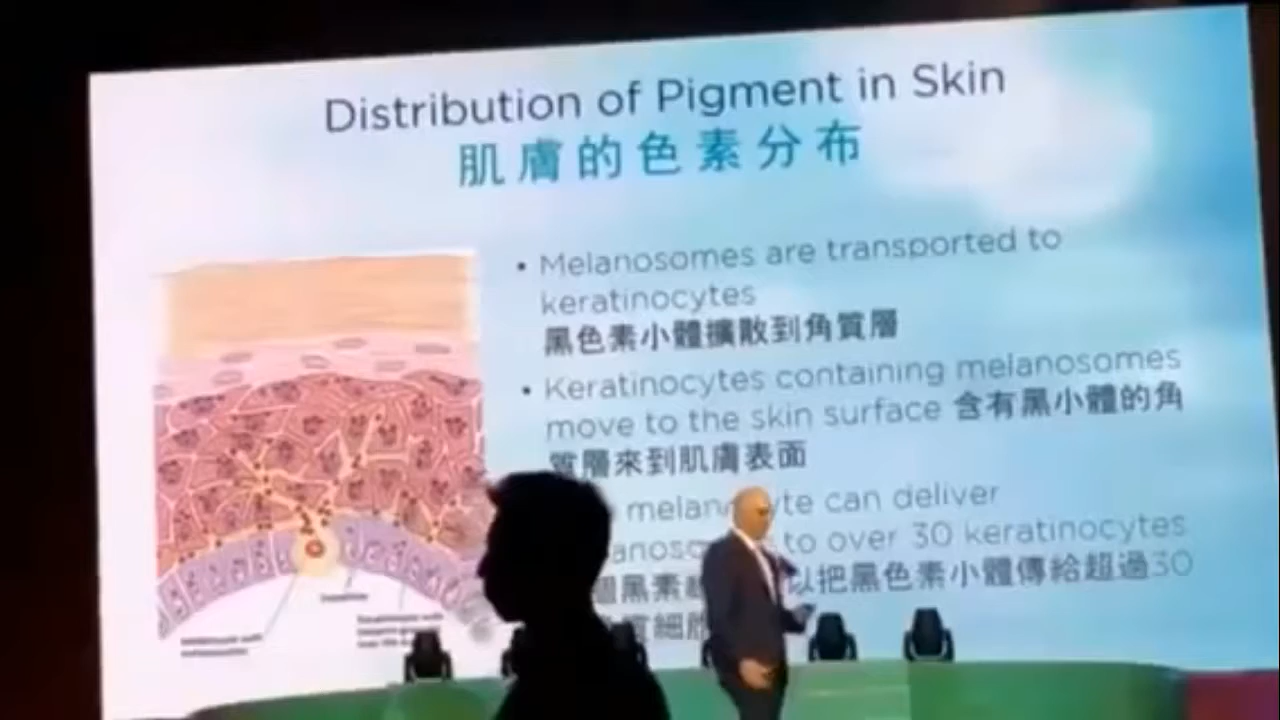 Distribution of Pigment in Skin
肌膚的色素分布
• Melanosomes are transported to
keratinocytes
黑色素小體擴散到角質層
• Keratinocytes containing melanosomes
move to the skin surface 含有黑小體的角
質層來到肌膚表面
can deliver
to over 30 keratinocytes
個黑素 以把黑色素小體傳給超過30